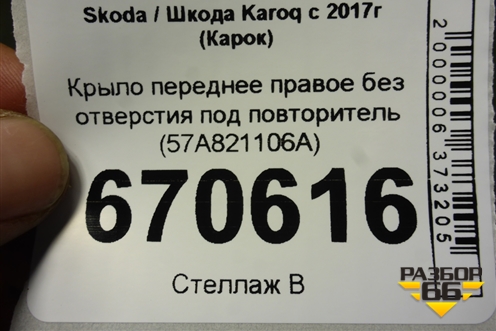 Skoda / Шкода Karoq с 2017г
(Карок)
Крыло переднее правое без
отверстия под повторитель
(57A821106A)
670616
Стеллаж В
2000006373205
РАЗБОР
66